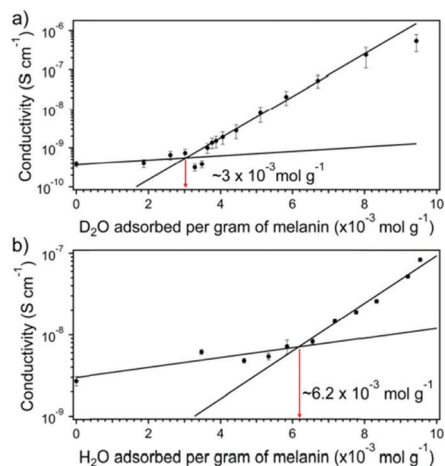 a)
Conductivity (S cm⁻¹)
10⁻⁶
10⁻⁷
10⁻⁸
10⁻⁹
10⁻¹⁰
~3 x 10⁻³ mol g⁻¹
0 2 4 6 8 10
D₂O adsorbed per gram of melanin (x10⁻³ mol g⁻¹)
b)
Conductivity (S cm⁻¹)
10⁻⁷
10⁻⁸
10⁻⁹
~6.2 x 10⁻³ mol g⁻¹
0 2 4 6 8 10
H₂O adsorbed per gram of melanin (x10⁻³ mol g⁻¹)